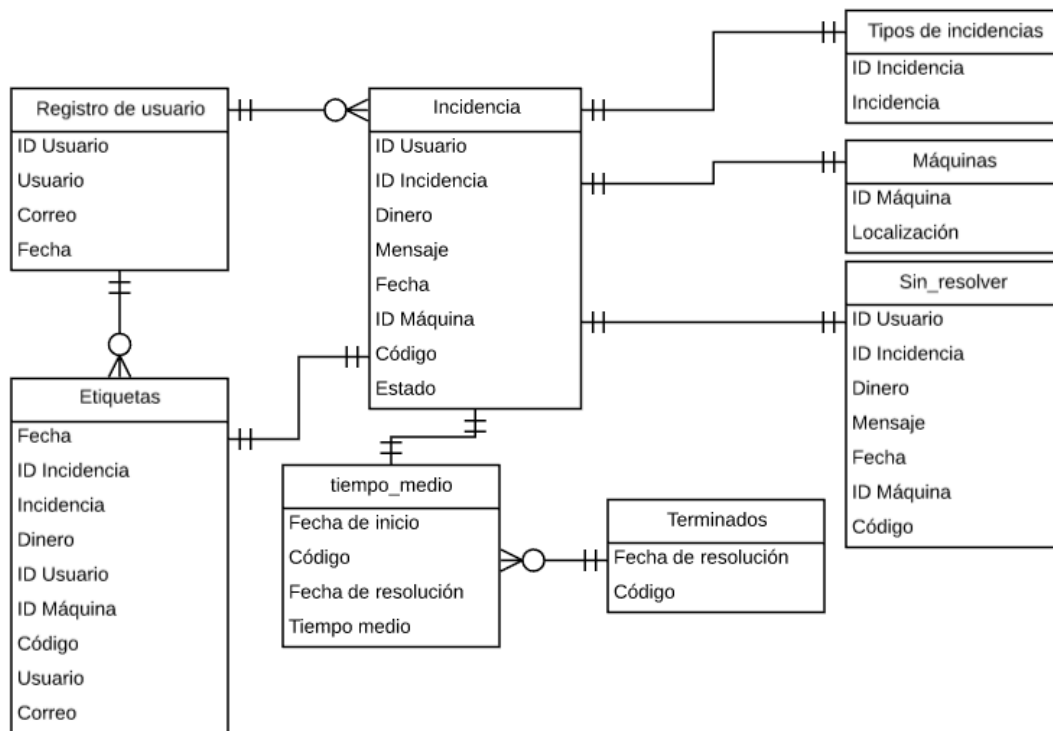 Tipos de incidencias
ID Incidencia
Incidencia
Registro de usuario
ID Usuario
Usuario
Correo
Fecha
Incidencia
ID Usuario
ID Incidencia
Dinero
Mensaje
Fecha
ID Máquina
Código
Estado
Máquinas
ID Máquina
Localización
Sin_resolver
ID Usuario
ID Incidencia
Dinero
Mensaje
Fecha
ID Máquina
Código
Etiquetas
Fecha
ID Incidencia
Incidencia
Dinero
ID Usuario
ID Máquina
Código
Usuario
Correo
tiempo_medio
Fecha de inicio
Código
Fecha de resolución
Tiempo medio
Terminados
Fecha de resolución
Código